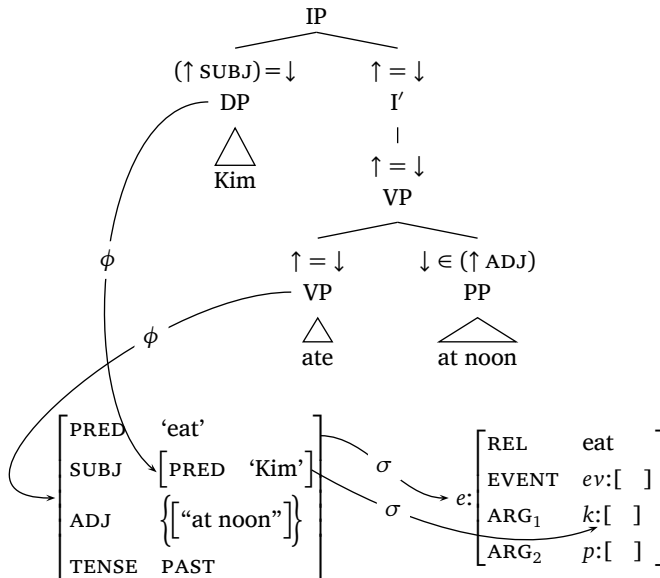 IP
(↑ SUBJ) = ↓ ↑ = ↓
DP I′
Kim ↑ = ↓
VP
ϕ ↑ = ↓ ↓ ∈ (↑ ADJ)
VP PP
ϕ ate at noon
PRED ‘eat’
SUBJ [PRED ‘Kim’]
ADJ {[“at noon”]}
TENSE PAST
σ
σ
e: REL eat
EVENT ev:[ ]
ARG₁ k:[ ]
ARG₂ p:[ ]